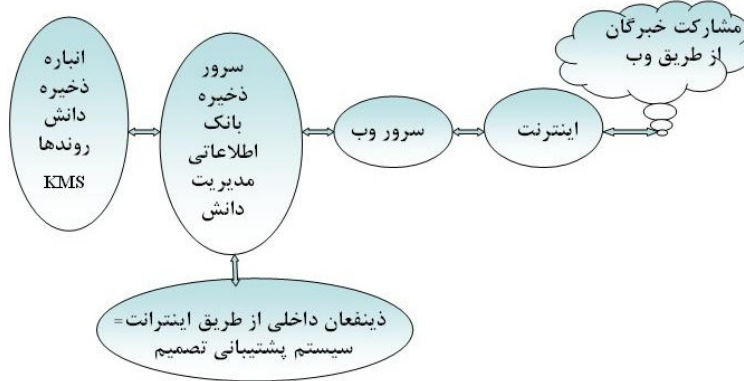 مشارکت خبرگان
از طریق وب
اینترنت
سرور وب
سرور
ذخیره
بانک
اطلاعاتی
مدیریت
دانش
انباره
ذخیره
دانش
روندها
KMS
ذینفعان داخلی از طریق اینترانت=
سیستم پشتیبانی تصمیم